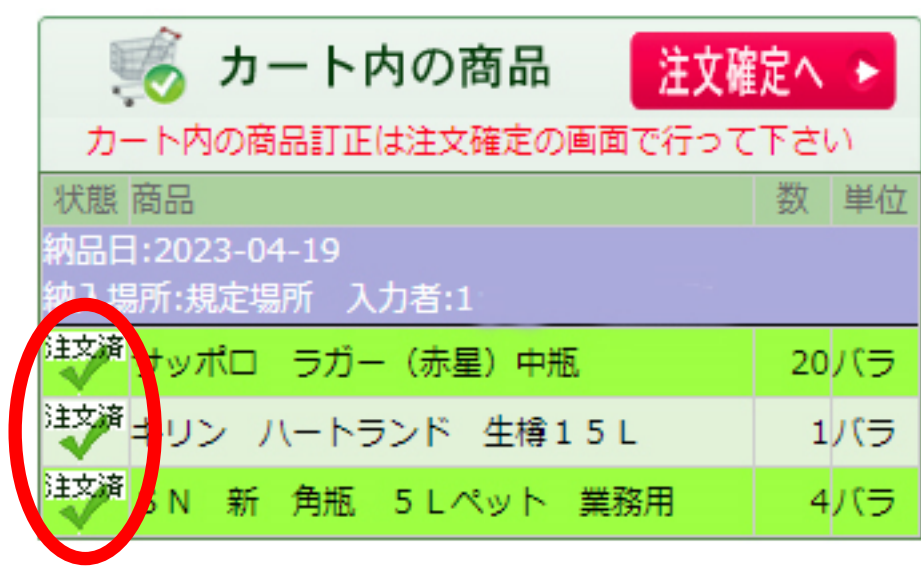 カート内の商品 注文確定へ
カート内の商品訂正は注文確定の画面で行って下さい
状態 商品 数 単位
納品日:2023-04-19
納入場所:規定場所 入力者:1
注文済 サッポロ ラガー（赤星）中瓶 20 バラ
注文済 キリン ハートランド 生樽１５Ｌ 1 バラ
注文済 ＳＮ 新 角瓶 ５Ｌペット 業務用 4 バラ